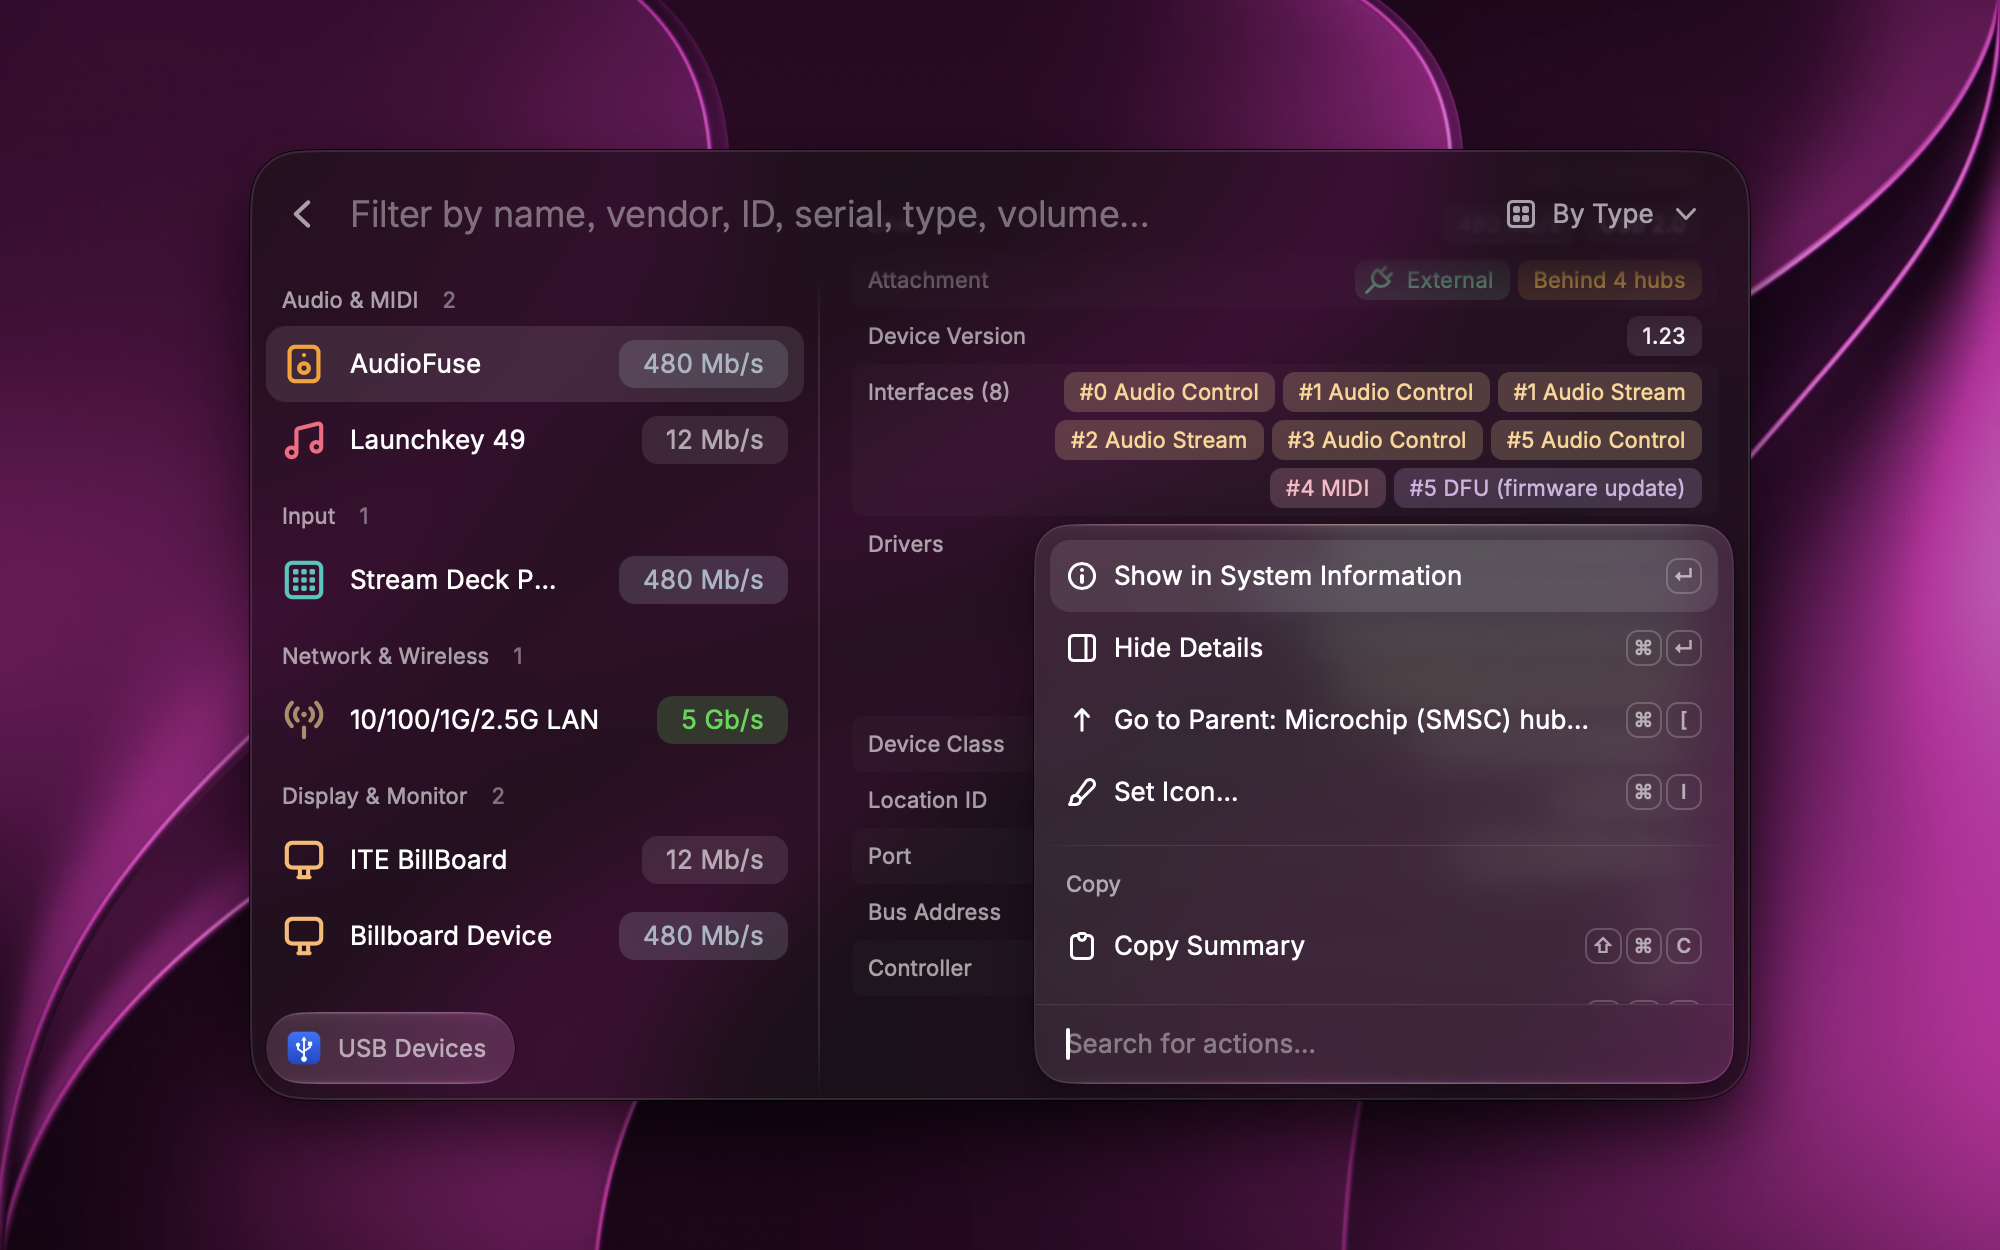 Filter by name, vendor, ID, serial, type, volume...
By Type
Audio & MIDI 2
AudioFuse 480 Mb/s
Launchkey 49 12 Mb/s
Input 1
Stream Deck P... 480 Mb/s
Network & Wireless 1
10/100/1G/2.5G LAN 5 Gb/s
Display & Monitor 2
ITE BillBoard 12 Mb/s
Billboard Device 480 Mb/s
USB Devices
Attachment External Behind 4 hubs
Device Version 1.23
Interfaces (8) #0 Audio Control #1 Audio Control #1 Audio Stream
#2 Audio Stream #3 Audio Control #5 Audio Control
#4 MIDI #5 DFU (firmware update)
Drivers
Device Class
Location ID
Port
Bus Address
Controller
Show in System Information ↵
Hide Details ⌘ ↵
Go to Parent: Microchip (SMSC) hub... ⌘ [
Set Icon... ⌘ I
Copy
Copy Summary ⇧ ⌘ C
Search for actions...